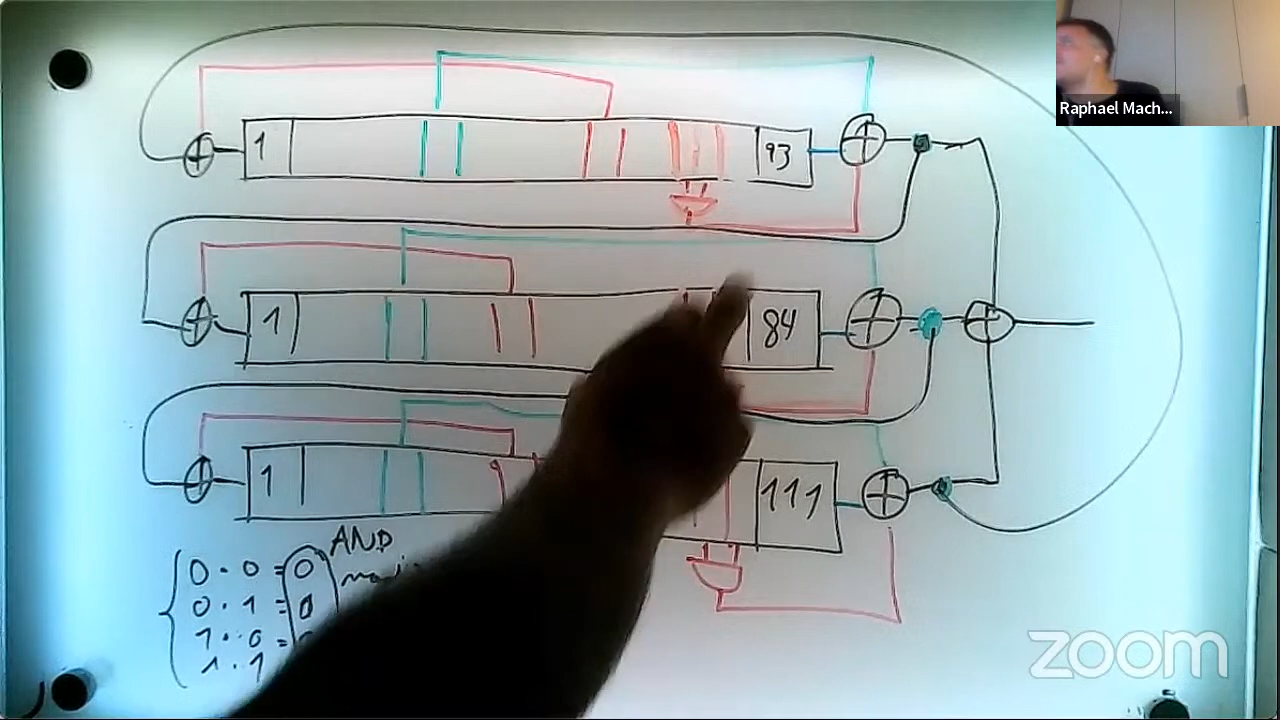 Raphael Mach...
1 93
1 84
1 111
AND
0 · 0 = 0
0 · 1 = 0
1 · 0 =
1 · 1
zoom